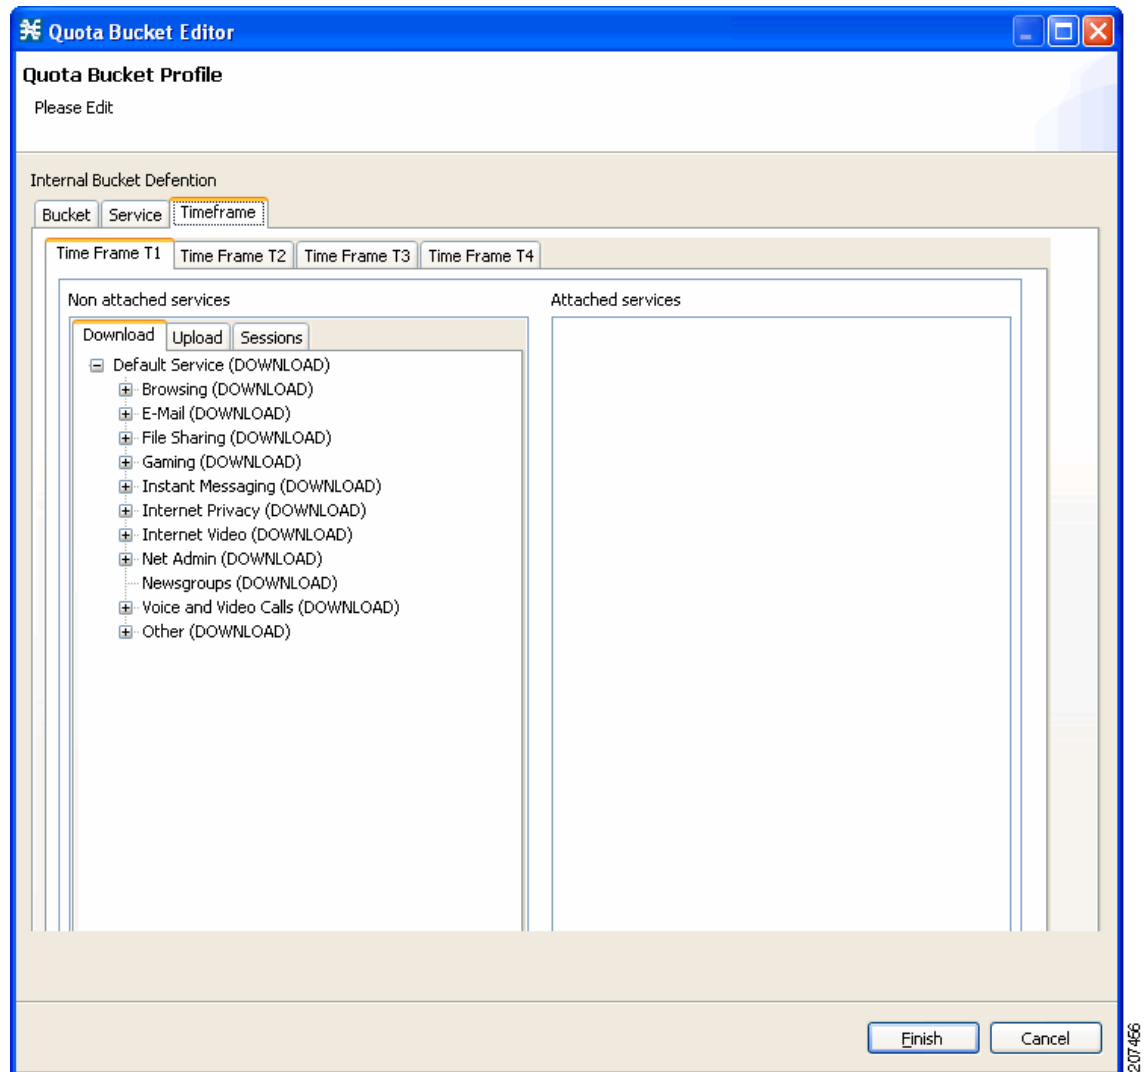 Quota Bucket Editor
Quota Bucket Profile
Please Edit
Internal Bucket Defention
Bucket Service Timeframe
Time Frame T1 Time Frame T2 Time Frame T3 Time Frame T4
Non attached services Attached services
Download Upload Sessions
Default Service (DOWNLOAD)
Browsing (DOWNLOAD)
E-Mail (DOWNLOAD)
File Sharing (DOWNLOAD)
Gaming (DOWNLOAD)
Instant Messaging (DOWNLOAD)
Internet Privacy (DOWNLOAD)
Internet Video (DOWNLOAD)
Net Admin (DOWNLOAD)
Newsgroups (DOWNLOAD)
Voice and Video Calls (DOWNLOAD)
Other (DOWNLOAD)
Finish Cancel
207456